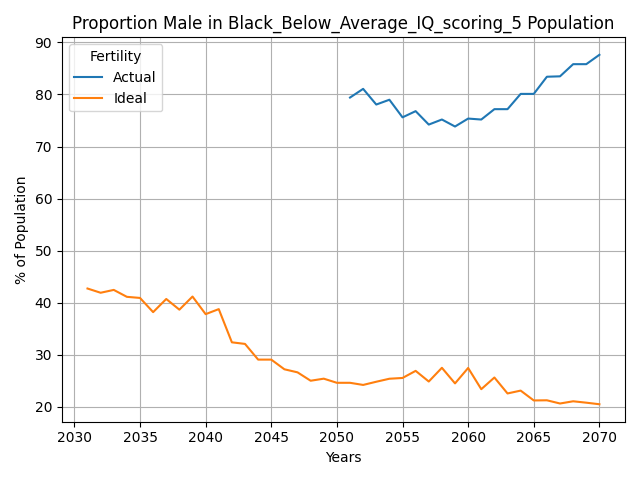 Proportion Male in Black_Below_Average_IQ_scoring_5 Population
90
80
70
60
50
40
30
20
% of Population
Fertility
Actual
Ideal
2030 2035 2040 2045 2050 2055 2060 2065 2070
Years